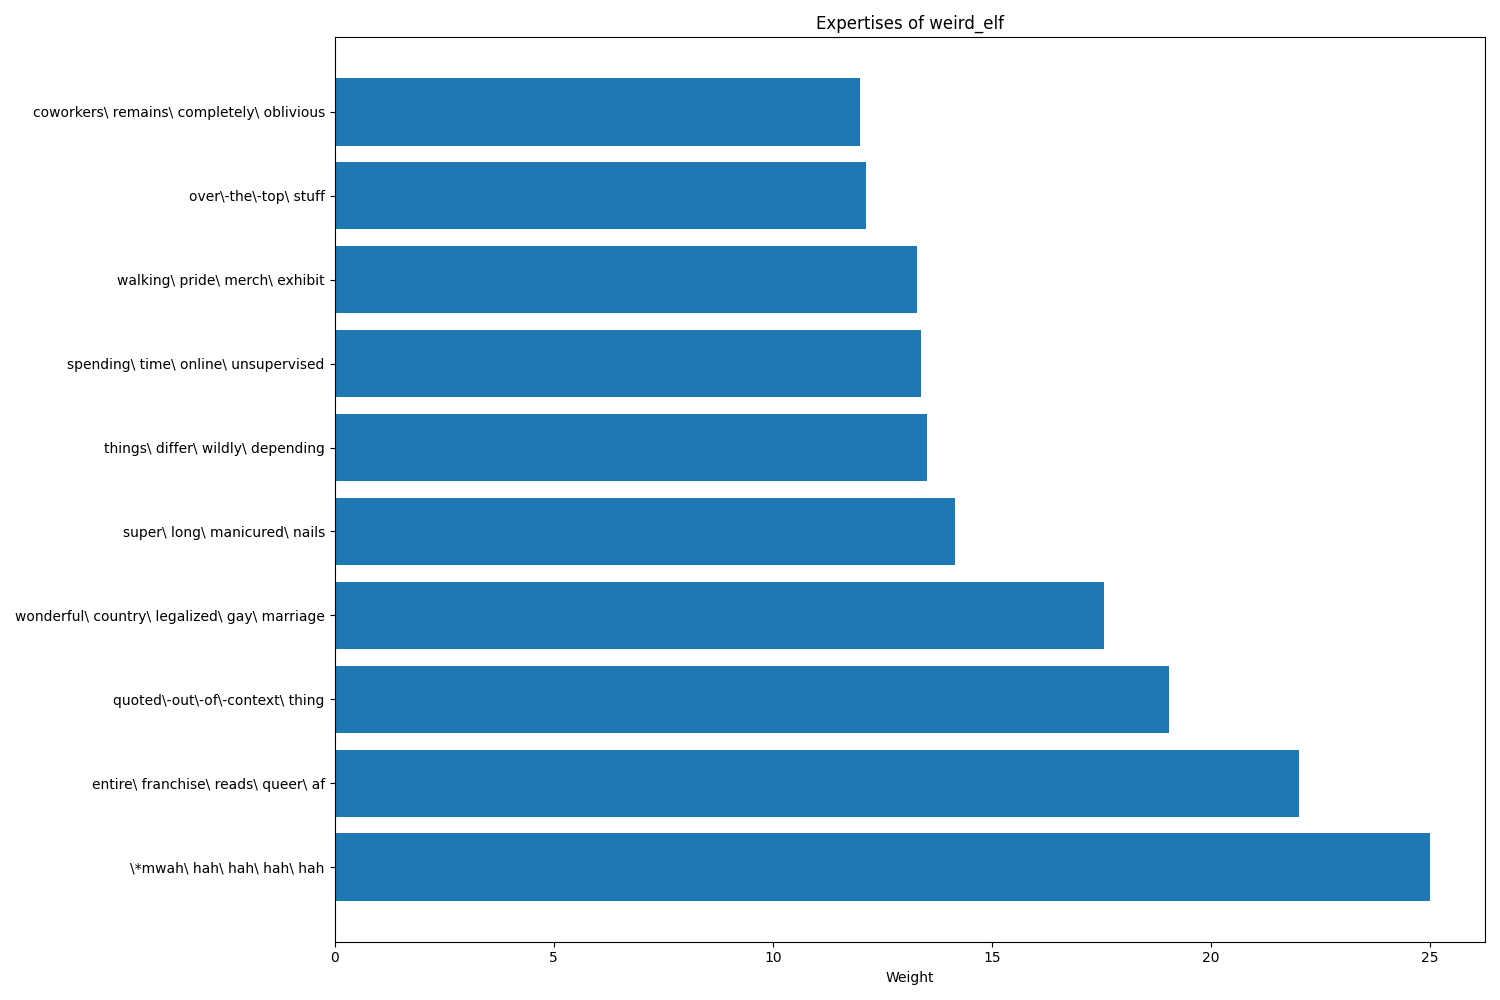 Expertises of weird_elf
coworkers\ remains\ completely\ oblivious
over\-the\-top\ stuff
walking\ pride\ merch\ exhibit
spending\ time\ online\ unsupervised
things\ differ\ wildly\ depending
super\ long\ manicured\ nails
wonderful\ country\ legalized\ gay\ marriage
quoted\-out\-of\-context\ thing
entire\ franchise\ reads\ queer\ af
\*mwah\ hah\ hah\ hah\ hah
0 5 10 15 20 25
Weight